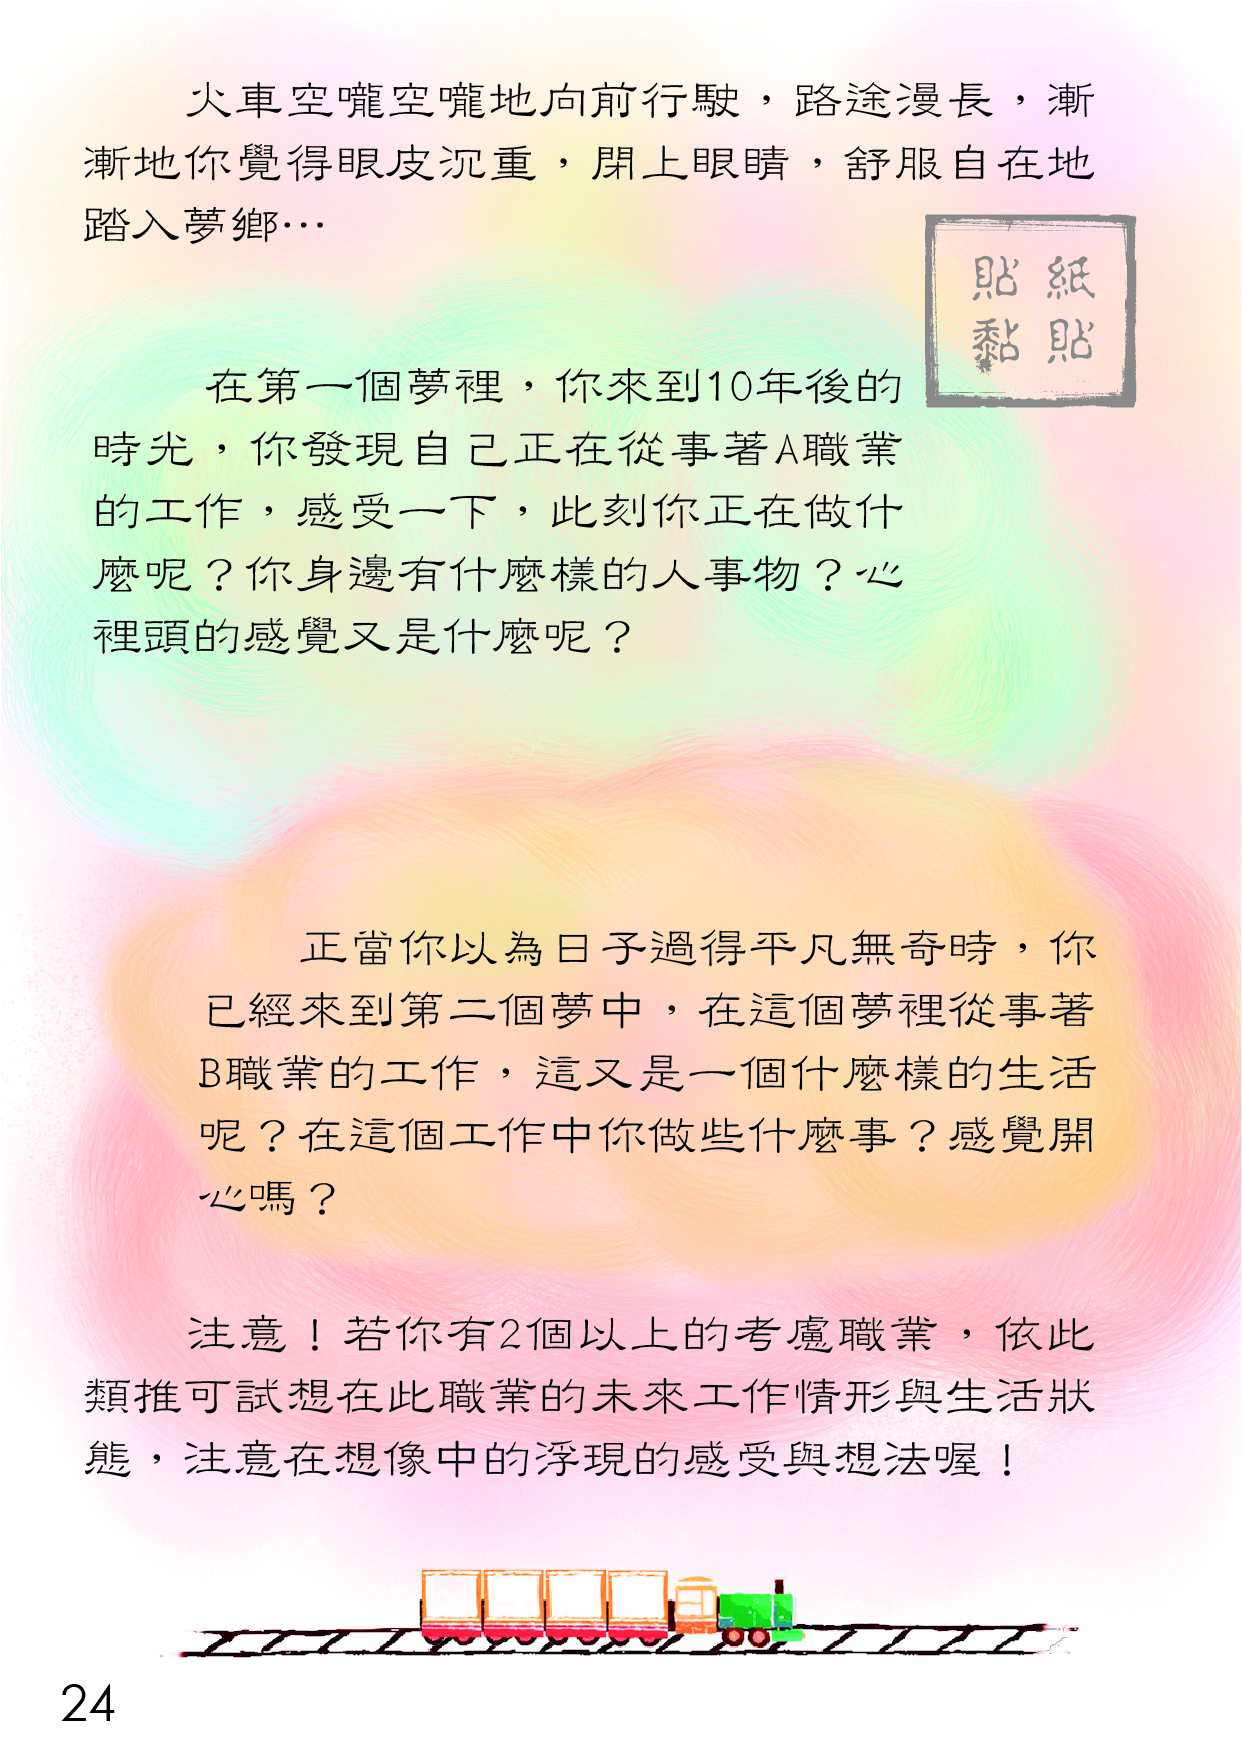 火車空嚨空嚨地向前行駛，路途漫長，漸
漸地你覺得眼皮沉重，閉上眼睛，舒服自在地
踏入夢鄉…
貼紙
黏貼
在第一個夢裡，你來到10年後的
時光，你發現自己正在從事著A職業
的工作，感受一下，此刻你正在做什
麼呢？你身邊有什麼樣的人事物？心
裡頭的感覺又是什麼呢？
正當你以為日子過得平凡無奇時，你
已經來到第二個夢中，在這個夢裡從事著
B職業的工作，這又是一個什麼樣的生活
呢？在這個工作中你做些什麼事？感覺開
心嗎？
注意！若你有2個以上的考慮職業，依此
類推可試想在此職業的未來工作情形與生活狀
態，注意在想像中的浮現的感受與想法喔！
24